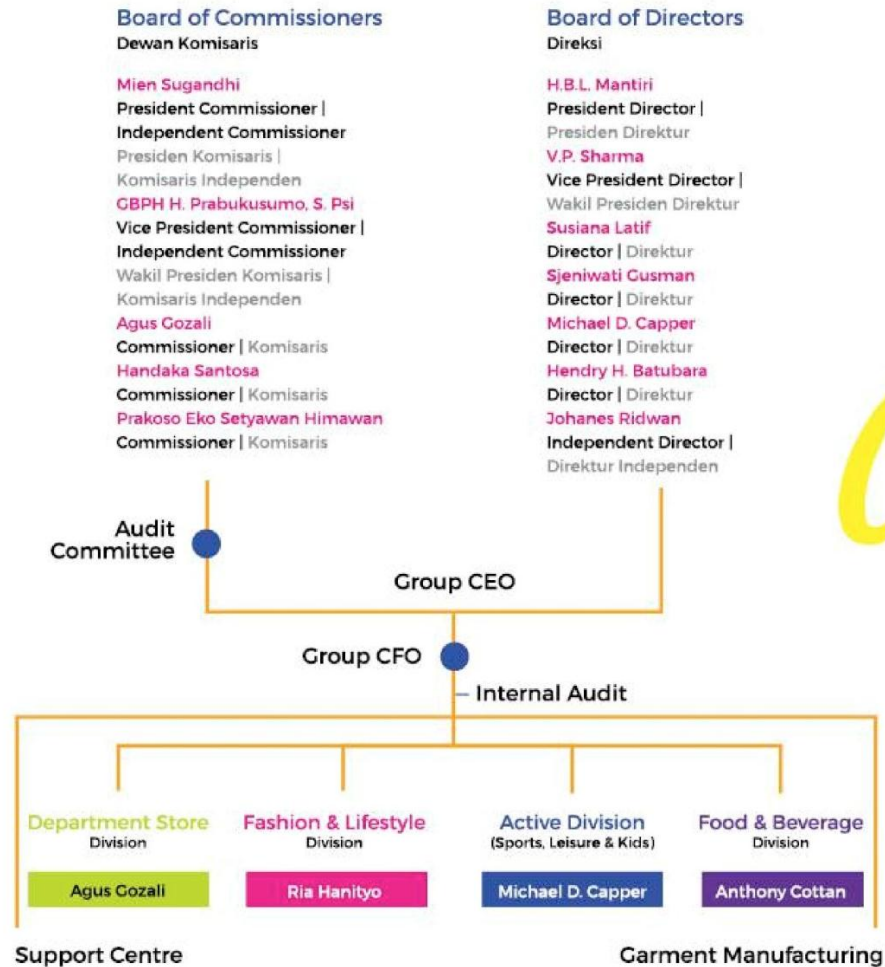 Board of Commissioners
Dewan Komisaris
Mien Sugandhi
President Commissioner |
Independent Commissioner
Presiden Komisaris |
Komisaris Independen
GBPH H. Prabukusumo, S. Psi
Vice President Commissioner |
Independent Commissioner
Wakil Presiden Komisaris |
Komisaris Independen
Agus Gozali
Commissioner | Komisaris
Handaka Santosa
Commissioner | Komisaris
Prakoso Eko Setyawan Himawan
Commissioner | Komisaris
Board of Directors
Direksi
H.B.L. Mantiri
President Director |
Presiden Direktur
V.P. Sharma
Vice President Director |
Wakil Presiden Direktur
Susiana Latif
Director | Direktur
Sjeniwati Gusman
Director | Direktur
Michael D. Capper
Director | Direktur
Hendry H. Batubara
Director | Direktur
Johanes Ridwan
Independent Director |
Direktur Independen
Audit
Committee
Group CEO
Group CFO
Internal Audit
Department Store
Division
Agus Gozali
Fashion & Lifestyle
Division
Ria Hanityo
Active Division
(Sports, Leisure & Kids)
Michael D. Capper
Food & Beverage
Division
Anthony Cottan
Support Centre
Garment Manufacturing